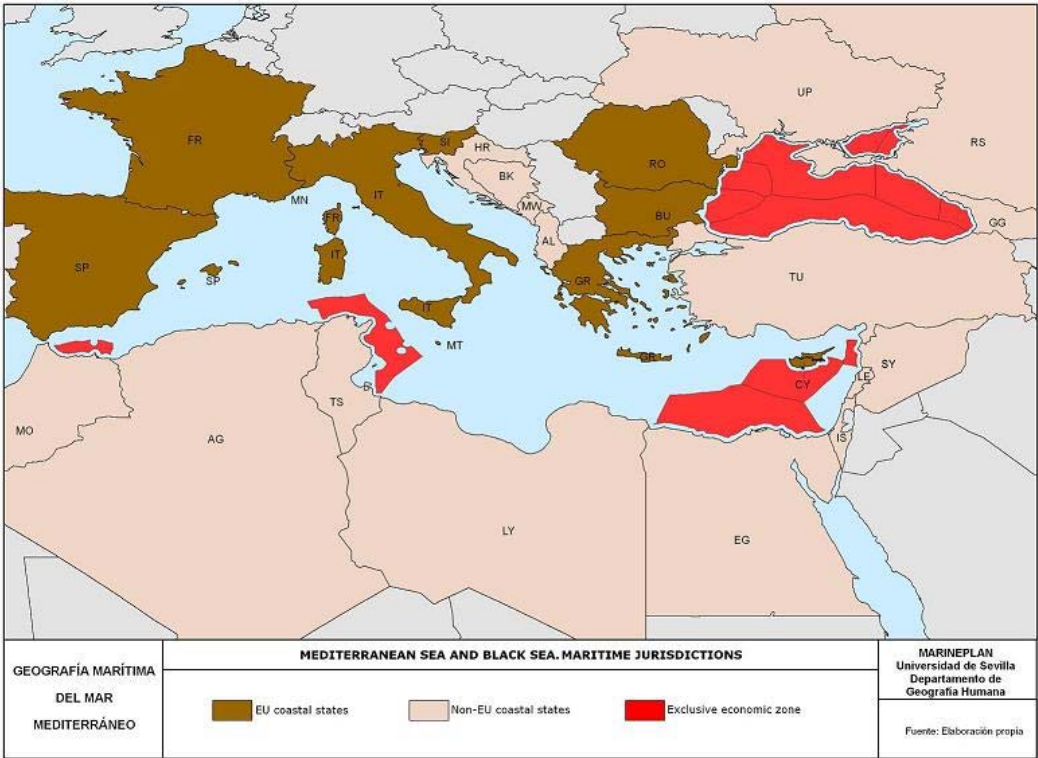 UP
FR
SI
HR
RS
RO
BK
MN
IT
MW
BU
GG
FR
AL
SP
IT
GR
TU
SP
IT
MT
GR
SY
CY
LE
TS
MO
AG
IS
LY
EG
GEOGRAFÍA MARÍTIMA
DEL MAR
MEDITERRÁNEO
MEDITERRANEAN SEA AND BLACK SEA. MARITIME JURISDICTIONS
EU coastal states
Non-EU coastal states
Exclusive economic zone
MARINEPLAN
Universidad de Sevilla
Departamento de
Geografía Humana
Fuente: Elaboración propia